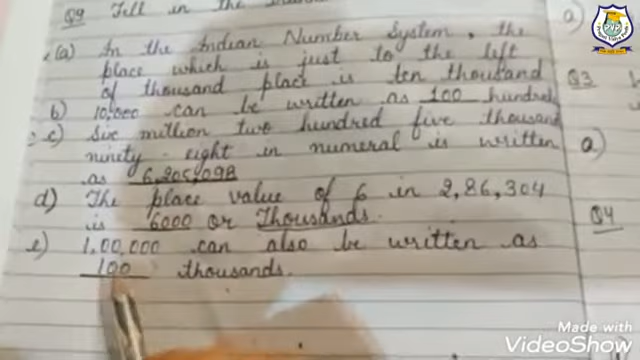 Q9 Fill in the
(a) In the Indian Number System, the
place which is just to the left
of thousand place is ten thousand
b) 10,000 can be written as 100 hundred
c) Six million two hundred five thousand
ninety-eight in numeral is written
as 6,205,098
d) The place value of 6 in 2,86,304
is 6000 or Thousands.
e) 1,00,000 can also be written as
100 thousands.
a)
Q3
a)
Q4
Made with
VideoShow